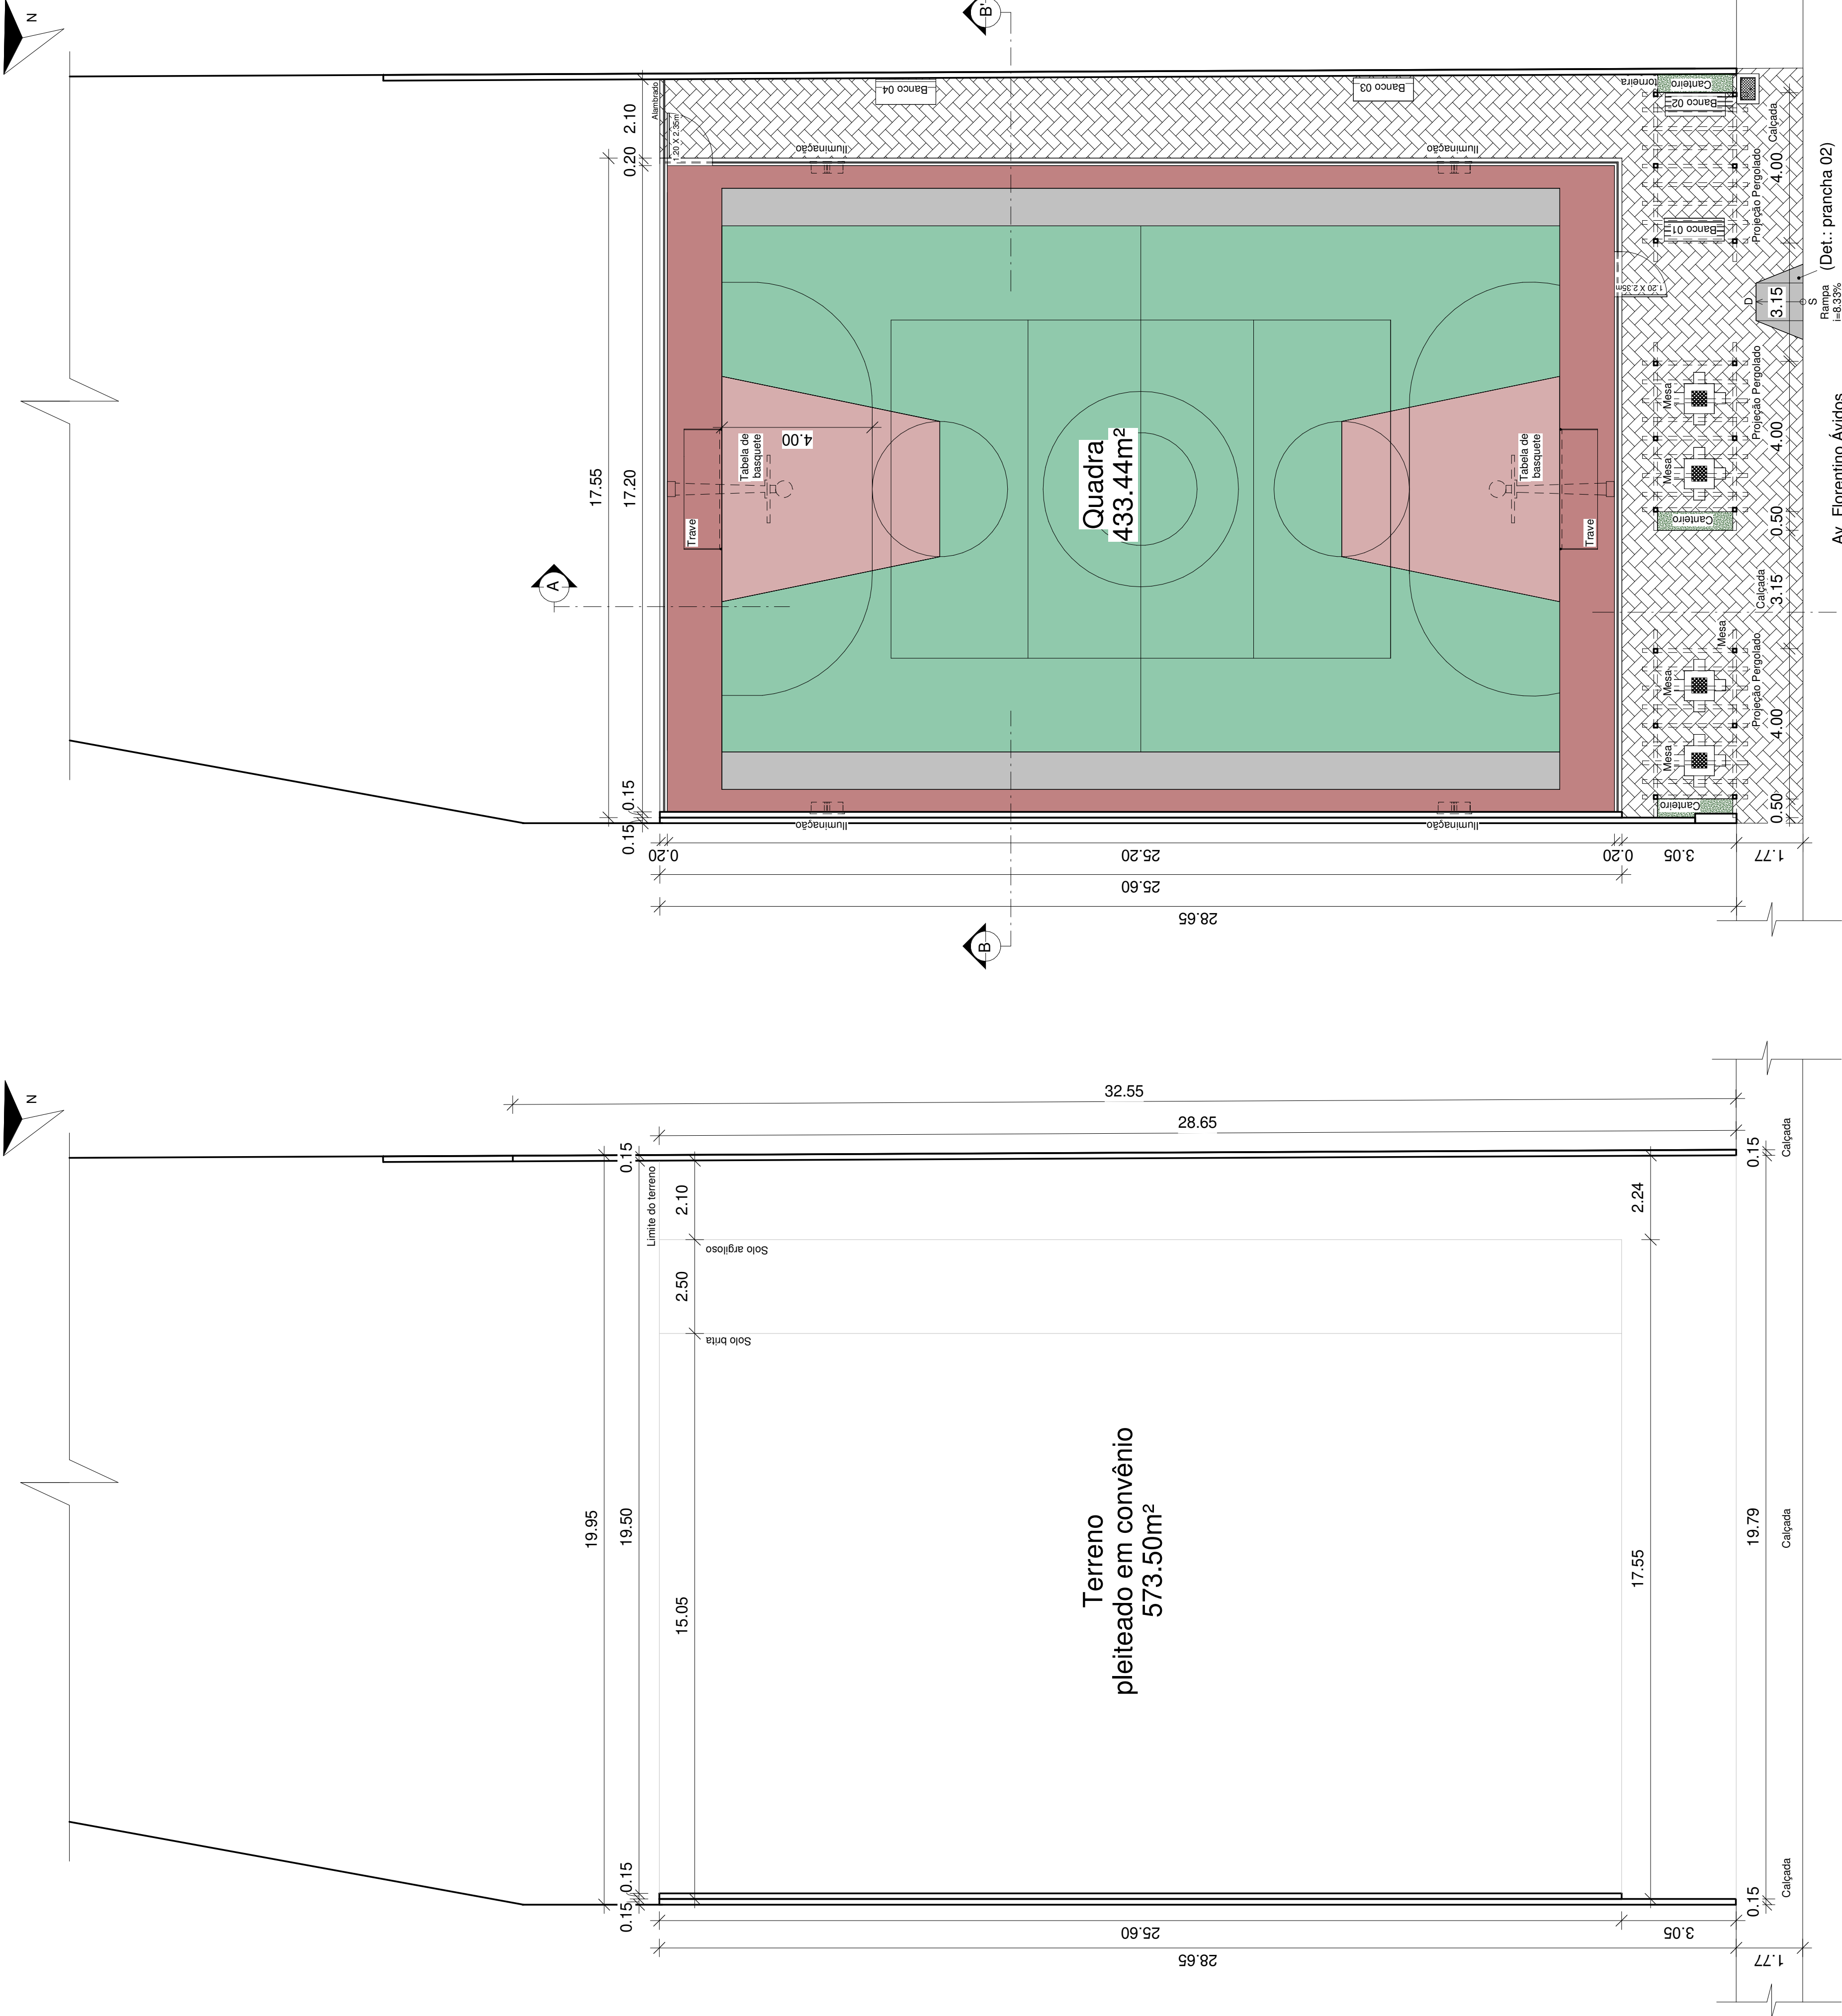 N
B'
Alambrado
1.20 X 2.35m
Banco 04
Banco 03
torneira
Canteiro
Banco 02
Calçada
2.10
0.20
Iluminação
Iluminação
4.00
Projeção Pergolado
Banco 01
(Det.: prancha 02)
1.20 X 2.35m
D
3.15
S
Rampa
i=8.33%
17.55
17.20
4.00
Tabela de
basquete
Trave
Quadra
433.44m²
Tabela de
basquete
Trave
Mesa
Mesa
Projeção Pergolado
4.00
Canteiro
0.50
Av. Florentino Ávidos
A
Calçada
3.15
Mesa
Mesa
Mesa
Projeção Pergolado
4.00
Canteiro
0.50
0.15
0.15
Iluminação
Iluminação
0.20
25.20
0.20
3.05
1.77
25.60
28.65
B
N
32.55
28.65
0.15
Limite do terreno
2.10
Solo argiloso
2.50
Solo brita
2.24
0.15
Calçada
19.95
19.50
15.05
Terreno
pleiteado em convênio
573.50m²
17.55
19.79
Calçada
0.15
0.15
0.15
Calçada
25.60
3.05
28.65
1.77